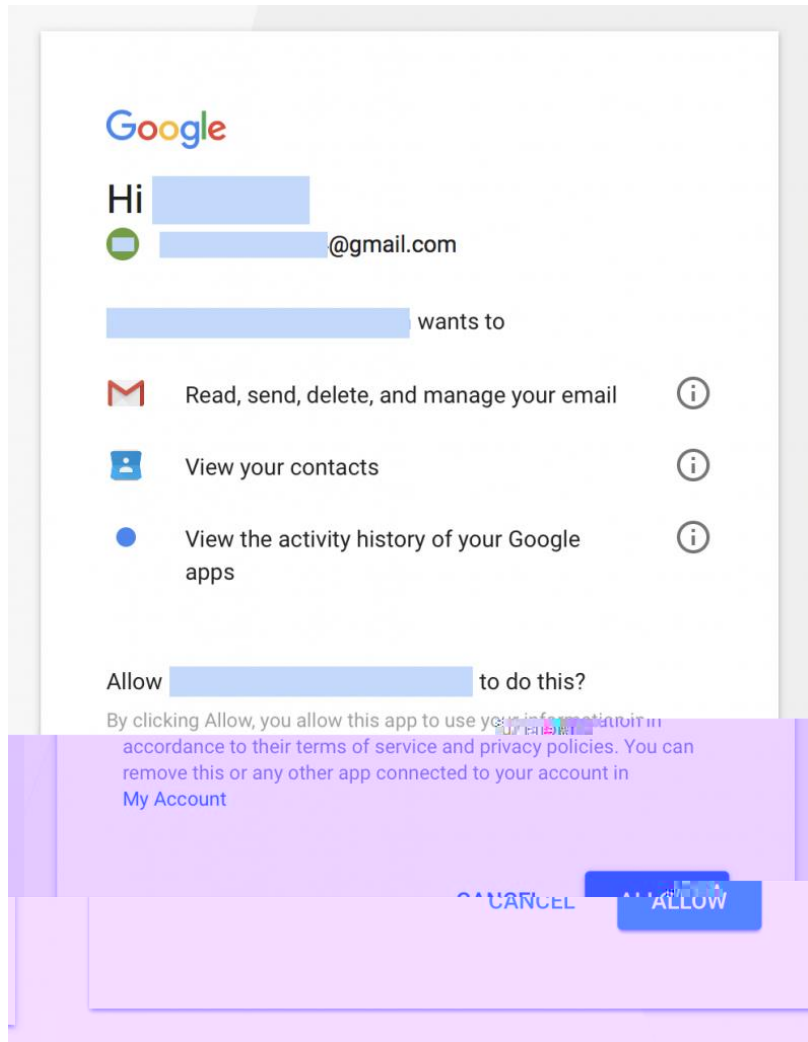 Google
Hi
@gmail.com
wants to
Read, send, delete, and manage your email
View your contacts
View the activity history of your Google
apps
Allow to do this?
By clicking Allow, you allow this app to use your information in
accordance to their terms of service and privacy policies. You can
remove this or any other app connected to your account in
My Account
CANCEL ALLOW